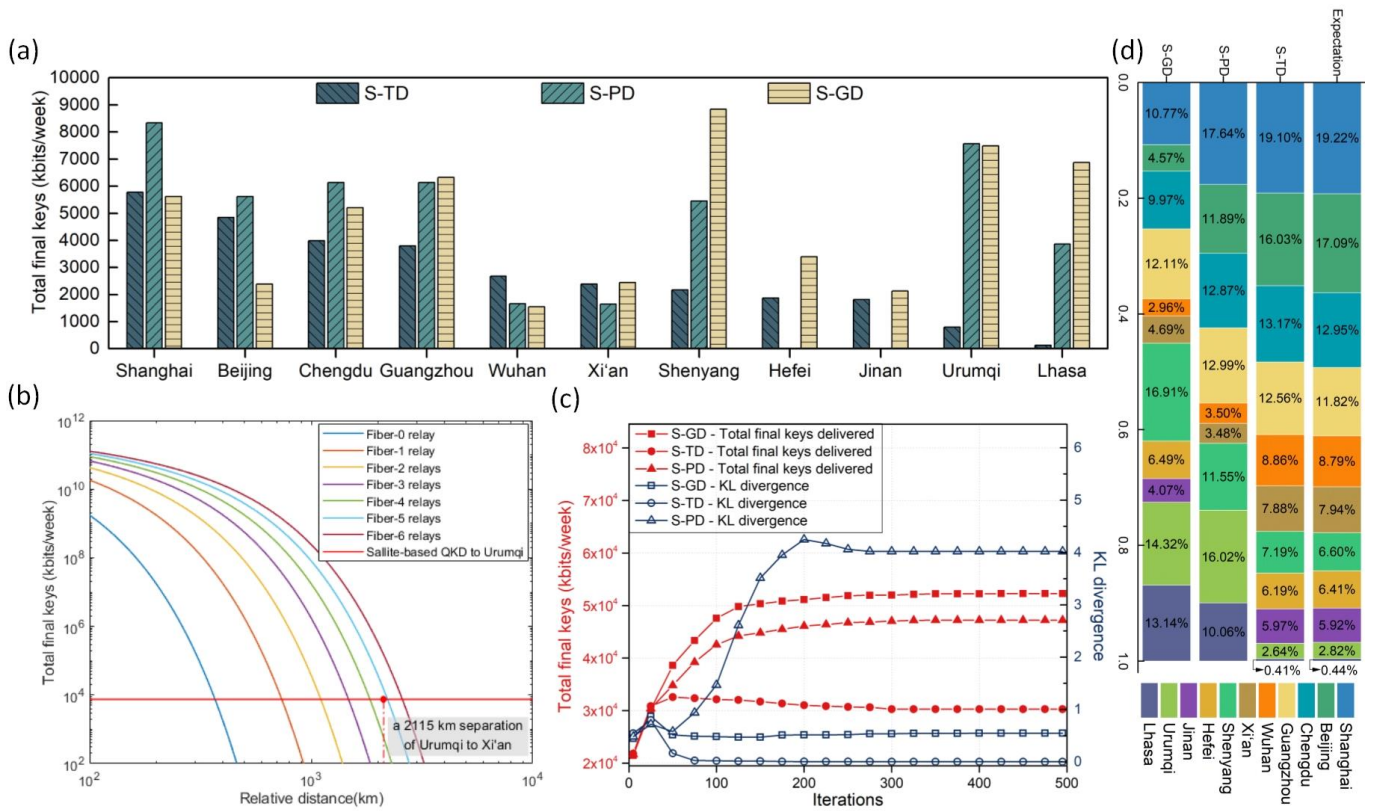 (a)
Total final keys (kbits/week)
10000
9000
8000
7000
6000
5000
4000
3000
2000
1000
0
S-TD S-PD S-GD
Shanghai Beijing Chengdu Guangzhou Wuhan Xi'an Shenyang Hefei Jinan Urumqi Lhasa
(b)
Total final keys (kbits/week)
10^12
10^10
10^8
10^6
10^4
10^2
Fiber-0 relay
Fiber-1 relay
Fiber-2 relays
Fiber-3 relays
Fiber-4 relays
Fiber-5 relays
Fiber-6 relays
Sallite-based QKD to Urumqi
a 2115 km separation
of Urumqi to Xi'an
10^2 10^3 10^4
Relative distance(km)
(c)
Total final keys (kbits/week)
8x10^4
7x10^4
6x10^4
5x10^4
4x10^4
3x10^4
2x10^4
S-GD - Total final keys delivered
S-TD - Total final keys delivered
S-PD - Total final keys delivered
S-GD - KL divergence
S-TD - KL divergence
S-PD - KL divergence
6
5
4
3
2
1
0
KL divergence
0 100 200 300 400 500
Iterations
(d)
S-GD S-PD S-TD Expectation
0.0
0.2
0.4
0.6
0.8
1.0
10.77%
4.57%
9.97%
12.11%
2.96%
4.69%
16.91%
6.49%
4.07%
14.32%
13.14%
17.64%
11.89%
12.87%
12.99%
3.50%
3.48%
11.55%
16.02%
10.06%
19.10%
16.03%
13.17%
12.56%
8.86%
7.88%
7.19%
6.19%
5.97%
2.64%
0.41%
19.22%
17.09%
12.95%
11.82%
8.79%
7.94%
6.60%
6.41%
5.92%
2.82%
0.44%
Lhasa
Urumqi
Jinan
Hefei
Shenyang
Xi'an
Wuhan
Guangzhou
Chengdu
Beijing
Shanghai